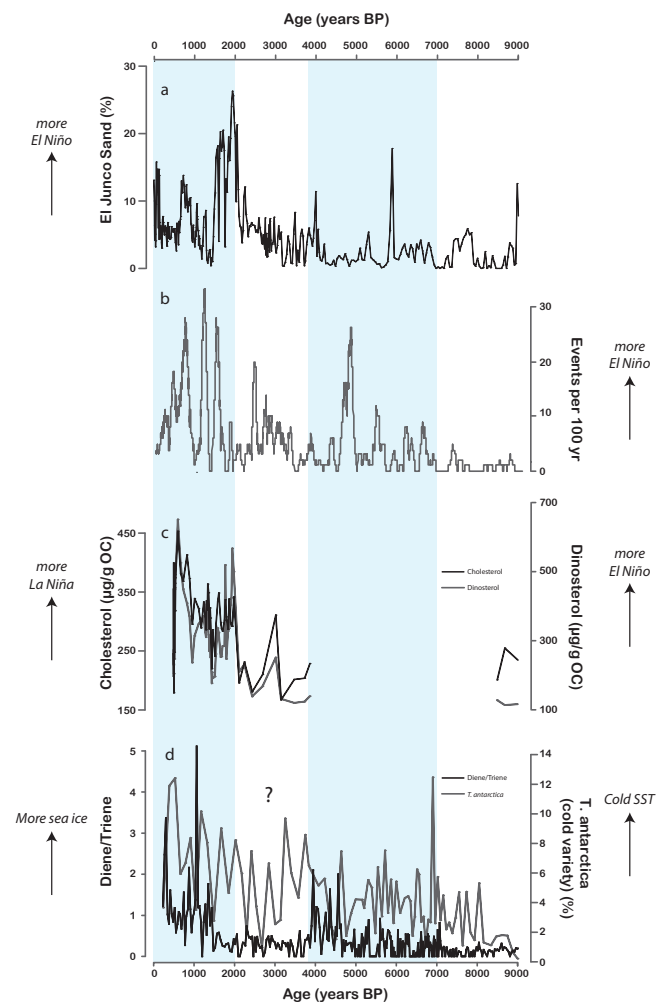 Age (years BP)
0 1000 2000 3000 4000 5000 6000 7000 8000 9000
a
30
20
10
0
El Junco Sand (%)
more
El Niño
b
30
20
10
0
Events per 100 yr
more
El Niño
c
450
350
250
150
Cholesterol (µg/g OC)
more
La Niña
Cholesterol
Dinosterol
700
500
300
100
Dinosterol (µg/g OC)
more
El Niño
d
?
5
4
3
2
1
0
Diene/Triene
More sea ice
Diene/Triene
T. antarctica
14
12
10
8
6
4
2
0
T. antarctica
(cold variety) (%)
Cold SST
0 1000 2000 3000 4000 5000 6000 7000 8000 9000
Age (years BP)